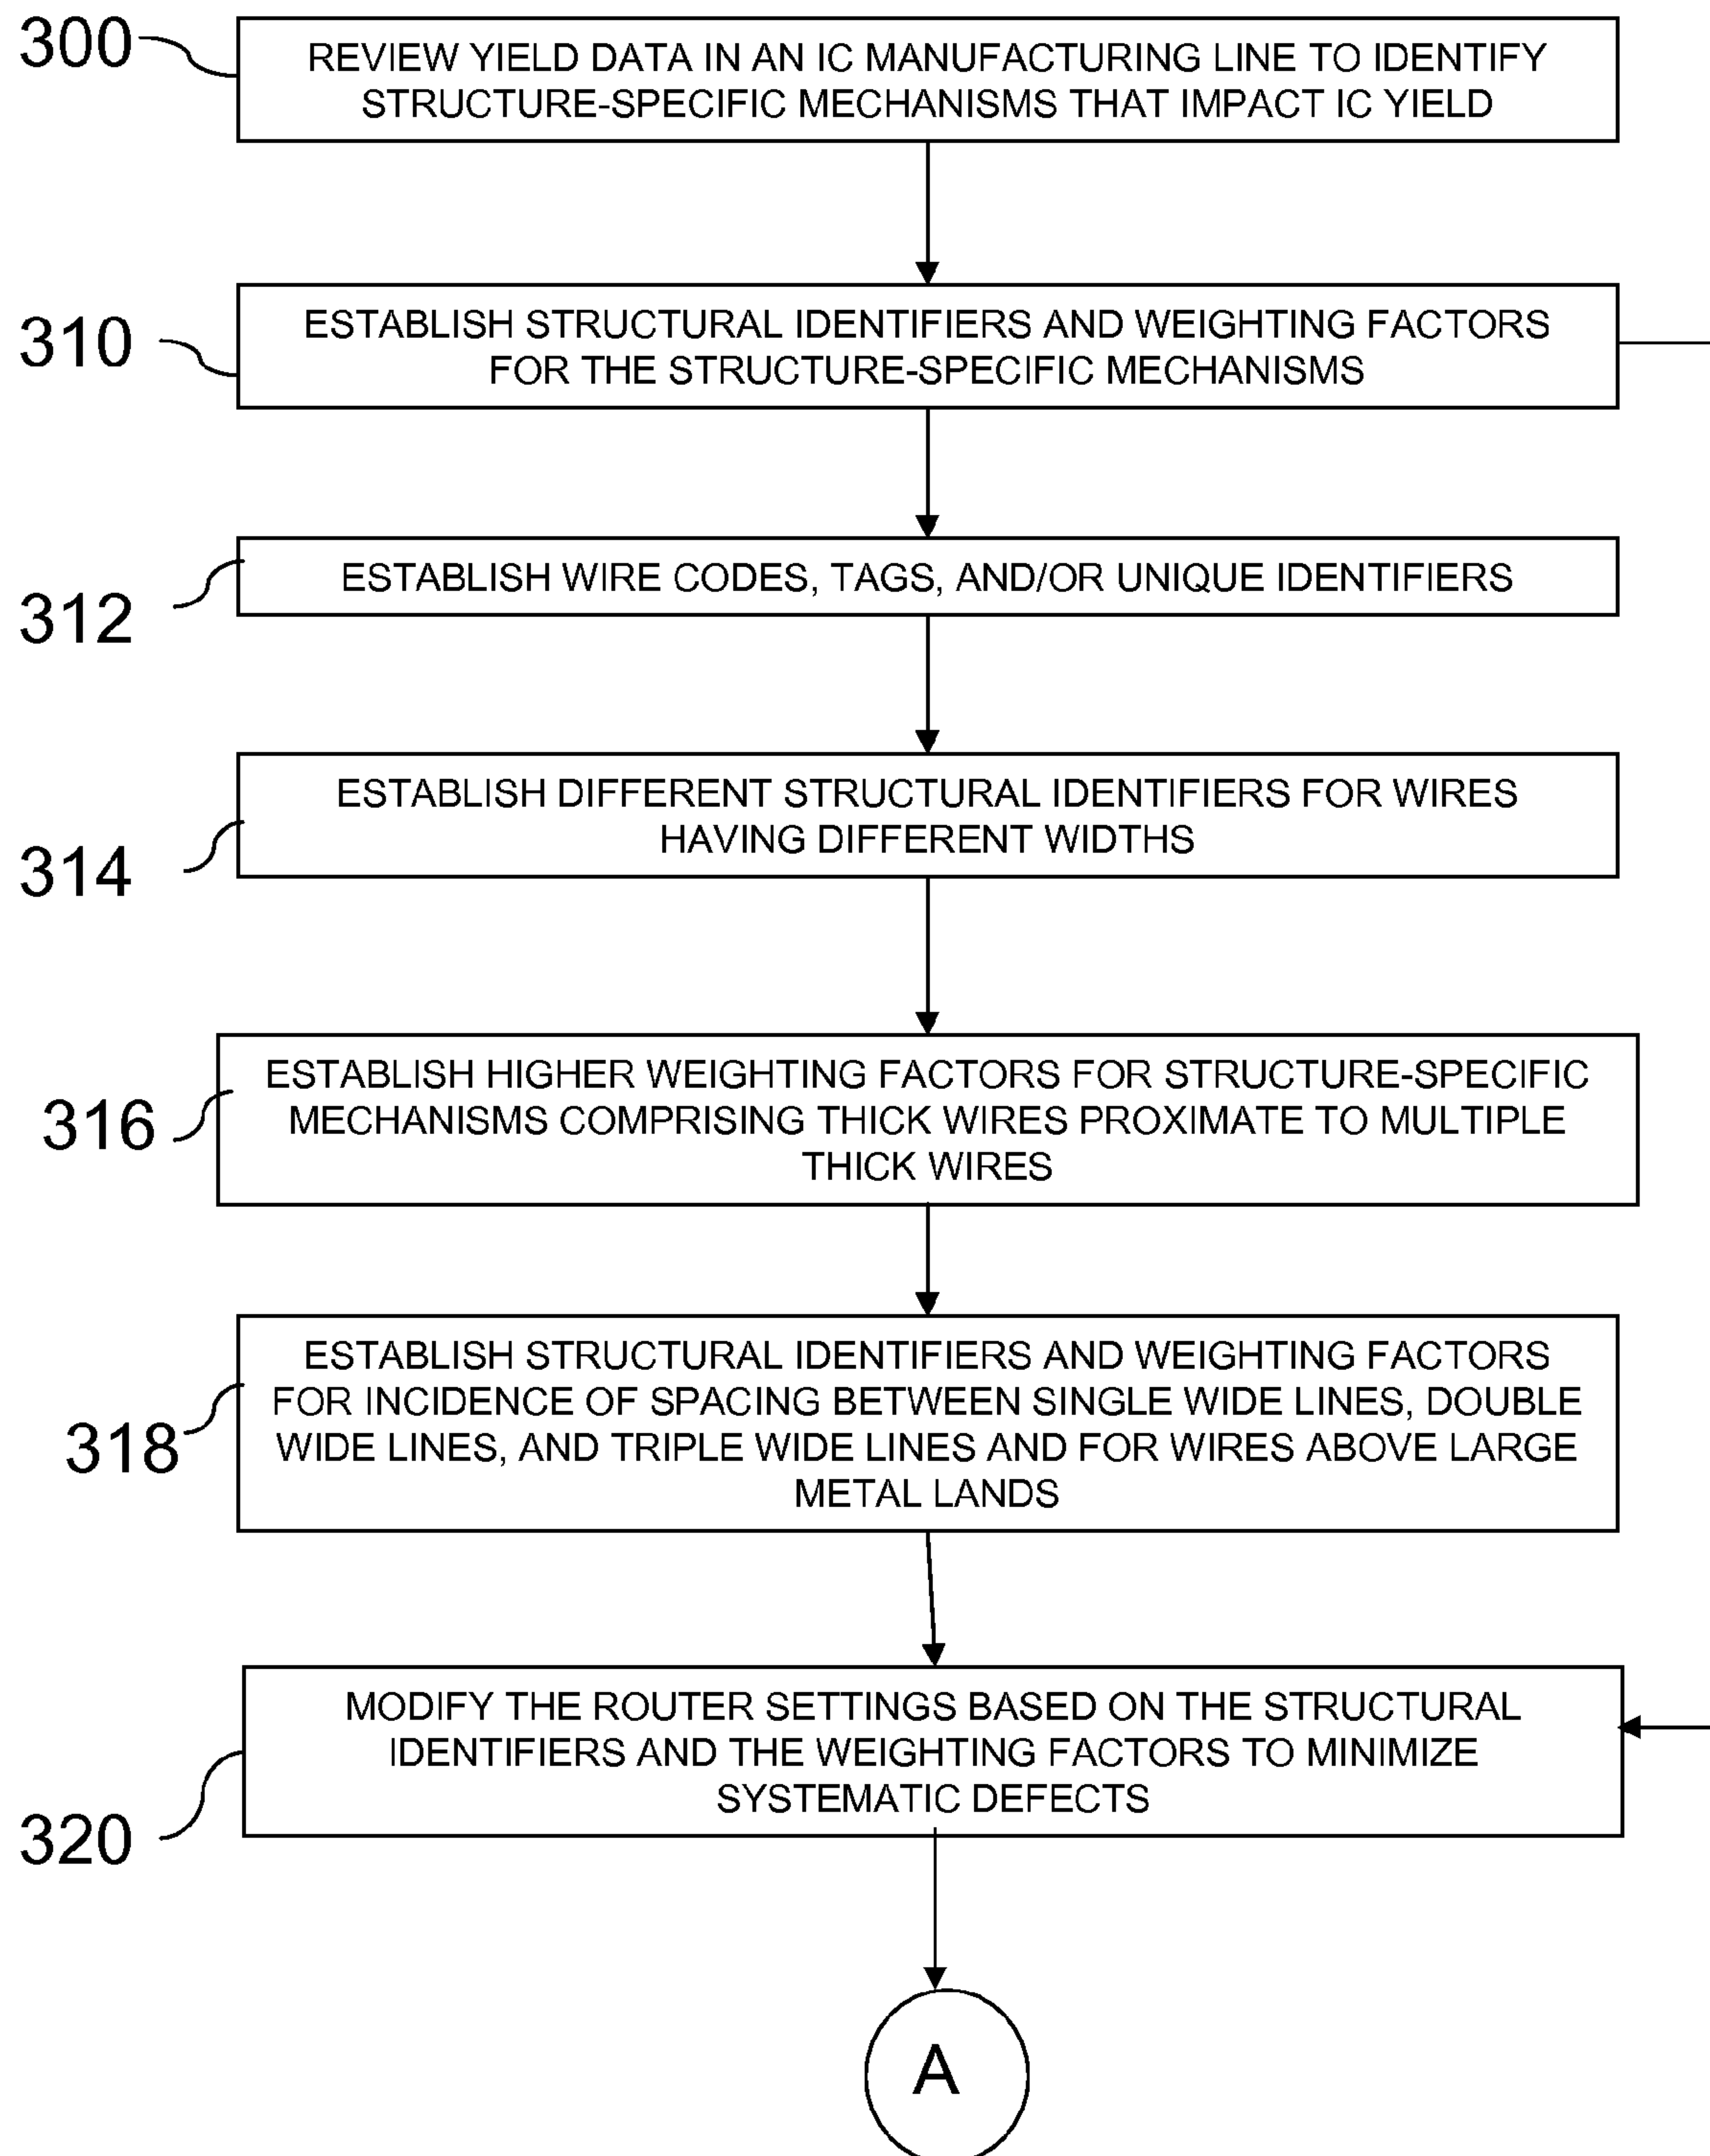 300
REVIEW YIELD DATA IN AN IC MANUFACTURING LINE TO IDENTIFY
STRUCTURE-SPECIFIC MECHANISMS THAT IMPACT IC YIELD
310
ESTABLISH STRUCTURAL IDENTIFIERS AND WEIGHTING FACTORS
FOR THE STRUCTURE-SPECIFIC MECHANISMS
312
ESTABLISH WIRE CODES, TAGS, AND/OR UNIQUE IDENTIFIERS
314
ESTABLISH DIFFERENT STRUCTURAL IDENTIFIERS FOR WIRES
HAVING DIFFERENT WIDTHS
316
ESTABLISH HIGHER WEIGHTING FACTORS FOR STRUCTURE-SPECIFIC
MECHANISMS COMPRISING THICK WIRES PROXIMATE TO MULTIPLE
THICK WIRES
318
ESTABLISH STRUCTURAL IDENTIFIERS AND WEIGHTING FACTORS
FOR INCIDENCE OF SPACING BETWEEN SINGLE WIDE LINES, DOUBLE
WIDE LINES, AND TRIPLE WIDE LINES AND FOR WIRES ABOVE LARGE
METAL LANDS
320
MODIFY THE ROUTER SETTINGS BASED ON THE STRUCTURAL
IDENTIFIERS AND THE WEIGHTING FACTORS TO MINIMIZE
SYSTEMATIC DEFECTS
A